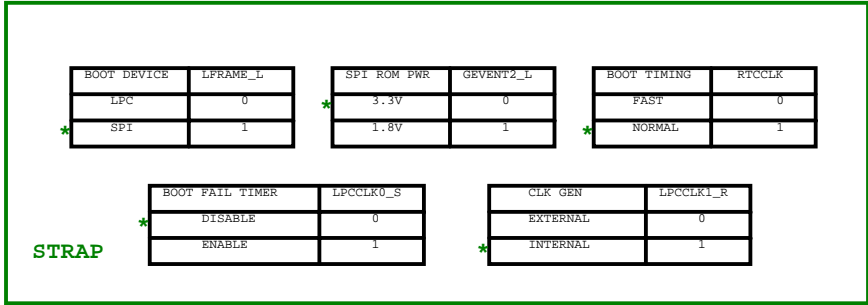 BOOT DEVICE LFRAME_L SPI ROM PWR GEVENT2_L BOOT TIMING RTCCLK
LPC 0 * 3.3V 0 FAST 0
* SPI 1 1.8V 1 * NORMAL 1
BOOT FAIL TIMER LPCCLK0_S CLK GEN LPCCLK1_R
* DISABLE 0 EXTERNAL 0
STRAP ENABLE 1 * INTERNAL 1